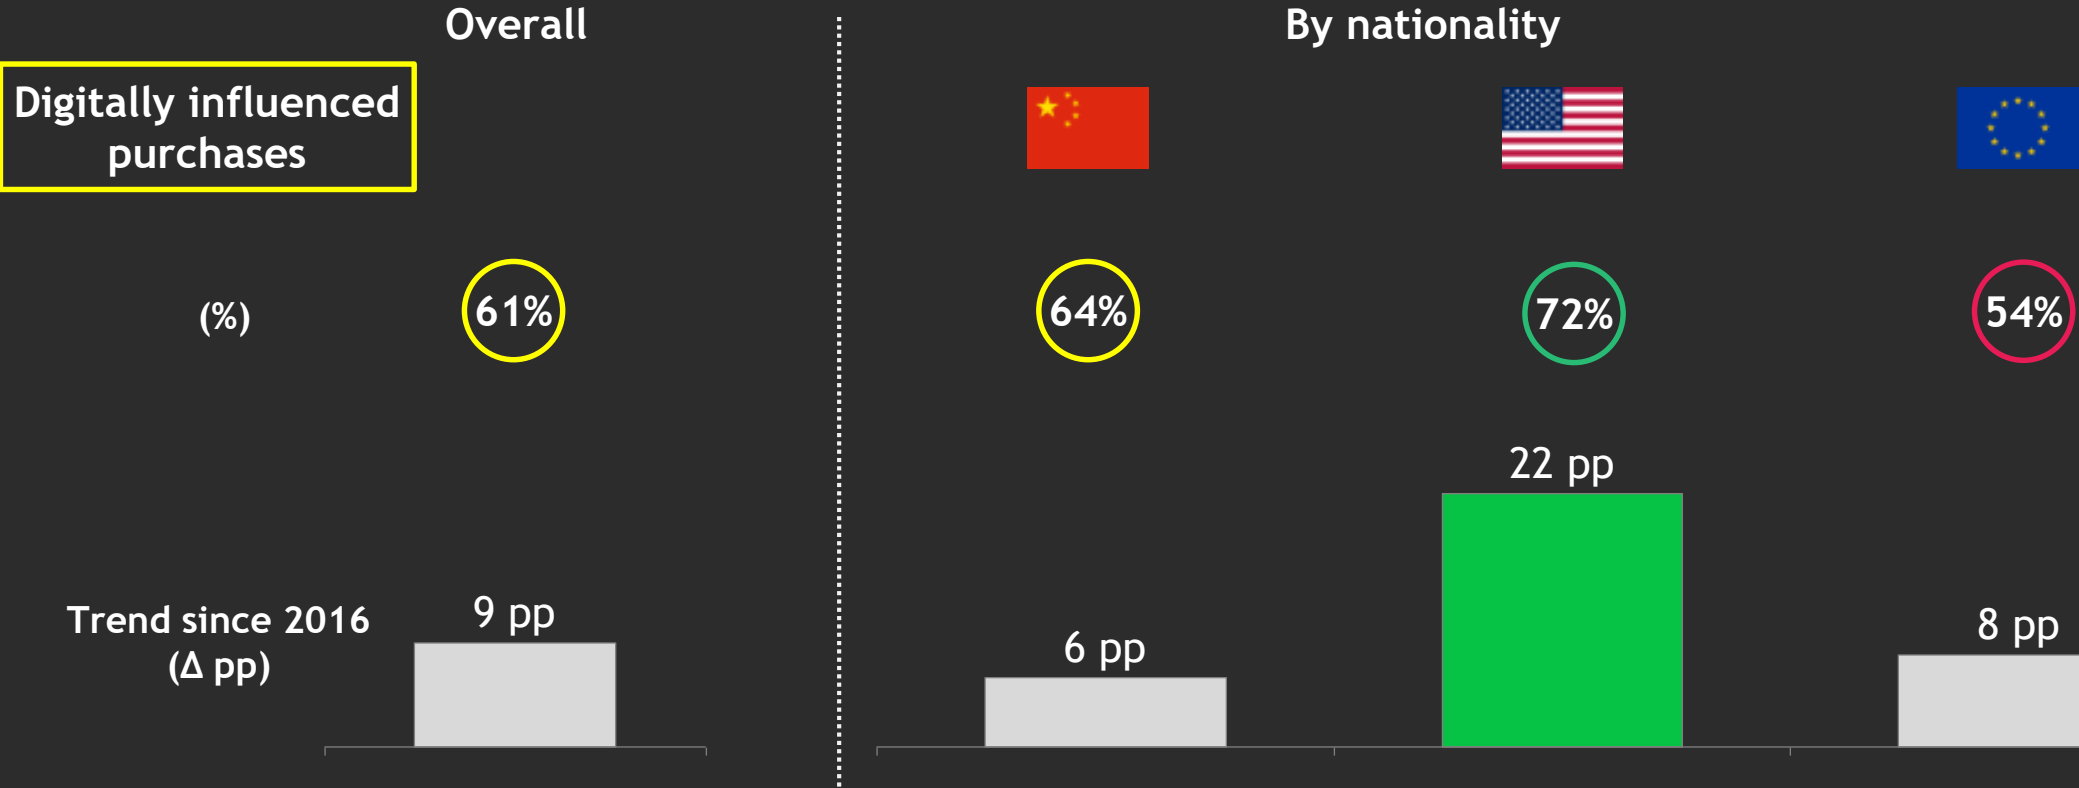 Overall
By nationality
Digitally influenced
purchases
(%)
61%
64%
72%
54%
Trend since 2016
(Δ pp)
9 pp
6 pp
22 pp
8 pp